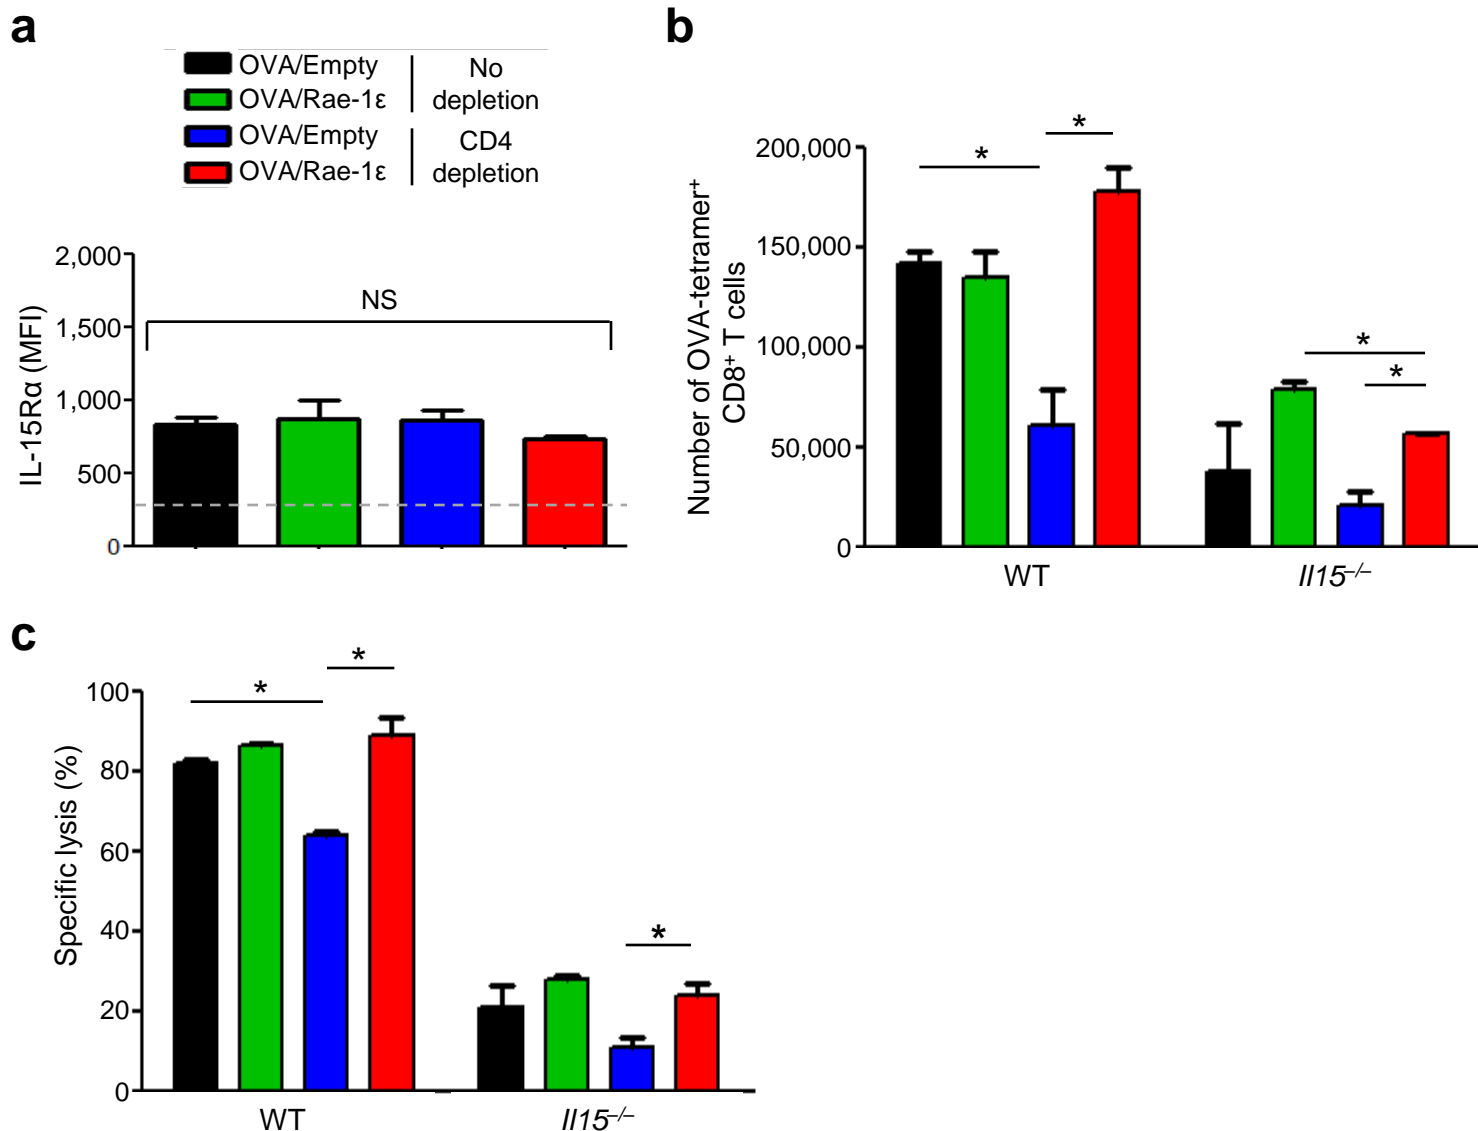 a
OVA/Empty
No
OVA/Rae-1ε
depletion
OVA/Empty
CD4
OVA/Rae-1ε
depletion
2,000
1,500
1,000
500
0
IL-15Rα (MFI)
NS
b
200,000
150,000
100,000
50,000
0
Number of OVA-tetramer⁺
CD8⁺ T cells
*
*
*
*
WT
Il15⁻/⁻
c
100
80
60
40
20
0
Specific lysis (%)
*
*
*
WT
Il15⁻/⁻